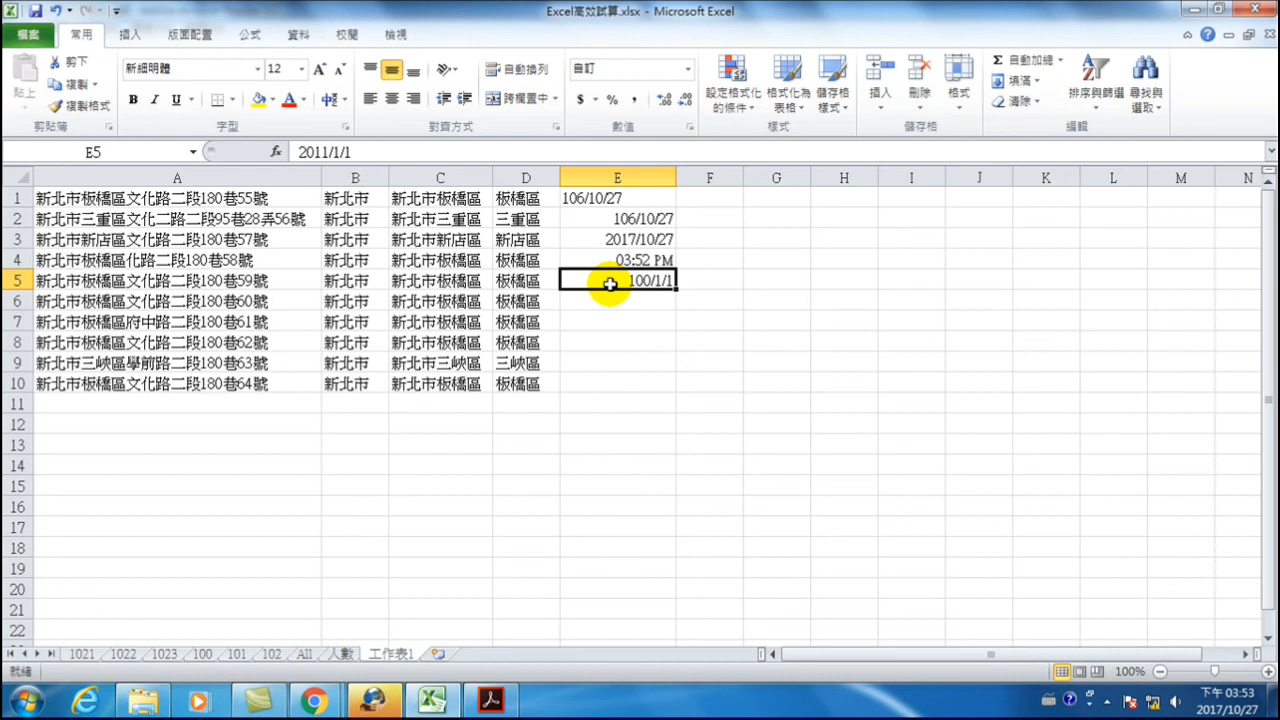 Excel高效試算.xlsx - Microsoft Excel
檔案 常用 插入 版面配置 公式 資料 校閱 檢視
貼上 剪下 複製 複製格式 剪貼簿
新細明體 12 B I U 字型
自動換列 跨欄置中 對齊方式
自訂 $ % , 數值
設定格式化的條件 格式化為表格 儲存格樣式 樣式
插入 刪除 格式 儲存格
Σ 自動加總 填滿 清除 排序與篩選 尋找與選取 編輯
E5 fx 2011/1/1
A B C D E F G H I J K L M N
1 新北市板橋區文化路二段180巷55號 新北市 新北市板橋區 板橋區 106/10/27
2 新北市三重區文化二路二段95巷28弄56號 新北市 新北市三重區 三重區 106/10/27
3 新北市新店區文化路二段180巷57號 新北市 新北市新店區 新店區 2017/10/27
4 新北市板橋區化路二段180巷58號 新北市 新北市板橋區 板橋區 03:52 PM
5 新北市板橋區文化路二段180巷59號 新北市 新北市板橋區 板橋區 100/1/1
6 新北市板橋區文化路二段180巷60號 新北市 新北市板橋區 板橋區
7 新北市板橋區府中路二段180巷61號 新北市 新北市板橋區 板橋區
8 新北市板橋區文化路二段180巷62號 新北市 新北市板橋區 板橋區
9 新北市三峽區學前路二段180巷63號 新北市 新北市三峽區 三峽區
10 新北市板橋區文化路二段180巷64號 新北市 新北市板橋區 板橋區
11
12
13
14
15
16
17
18
19
20
21
22
1021 1022 1023 100 101 102 All 人數 工作表1
就緒 100%
下午 03:53
2017/10/27